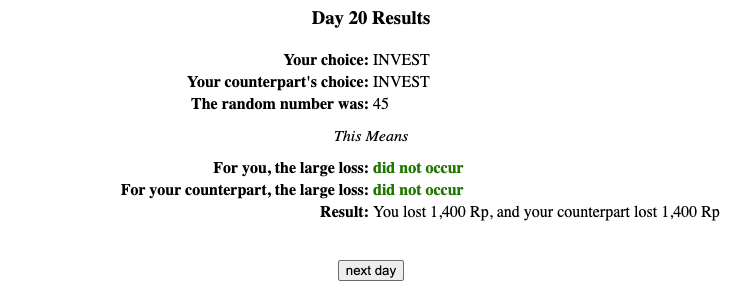 Day 20 Results
Your choice: INVEST
Your counterpart's choice: INVEST
The random number was: 45
This Means
For you, the large loss: did not occur
For your counterpart, the large loss: did not occur
Result: You lost 1,400 Rp, and your counterpart lost 1,400 Rp
next day